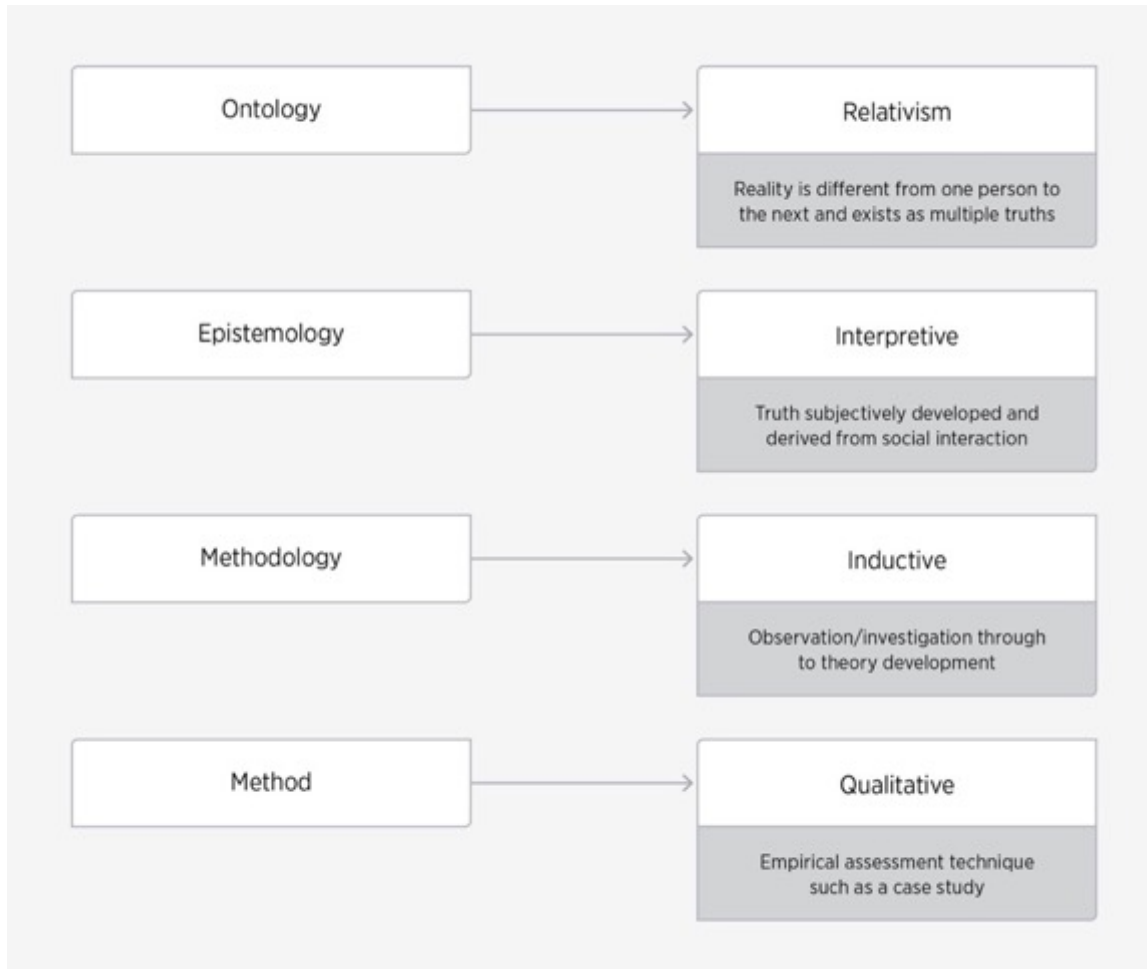 Ontology
Relativism
Reality is different from one person to
the next and exists as multiple truths
Epistemology
Interpretive
Truth subjectively developed and
derived from social interaction
Methodology
Inductive
Observation/investigation through
to theory development
Method
Qualitative
Empirical assessment technique
such as a case study